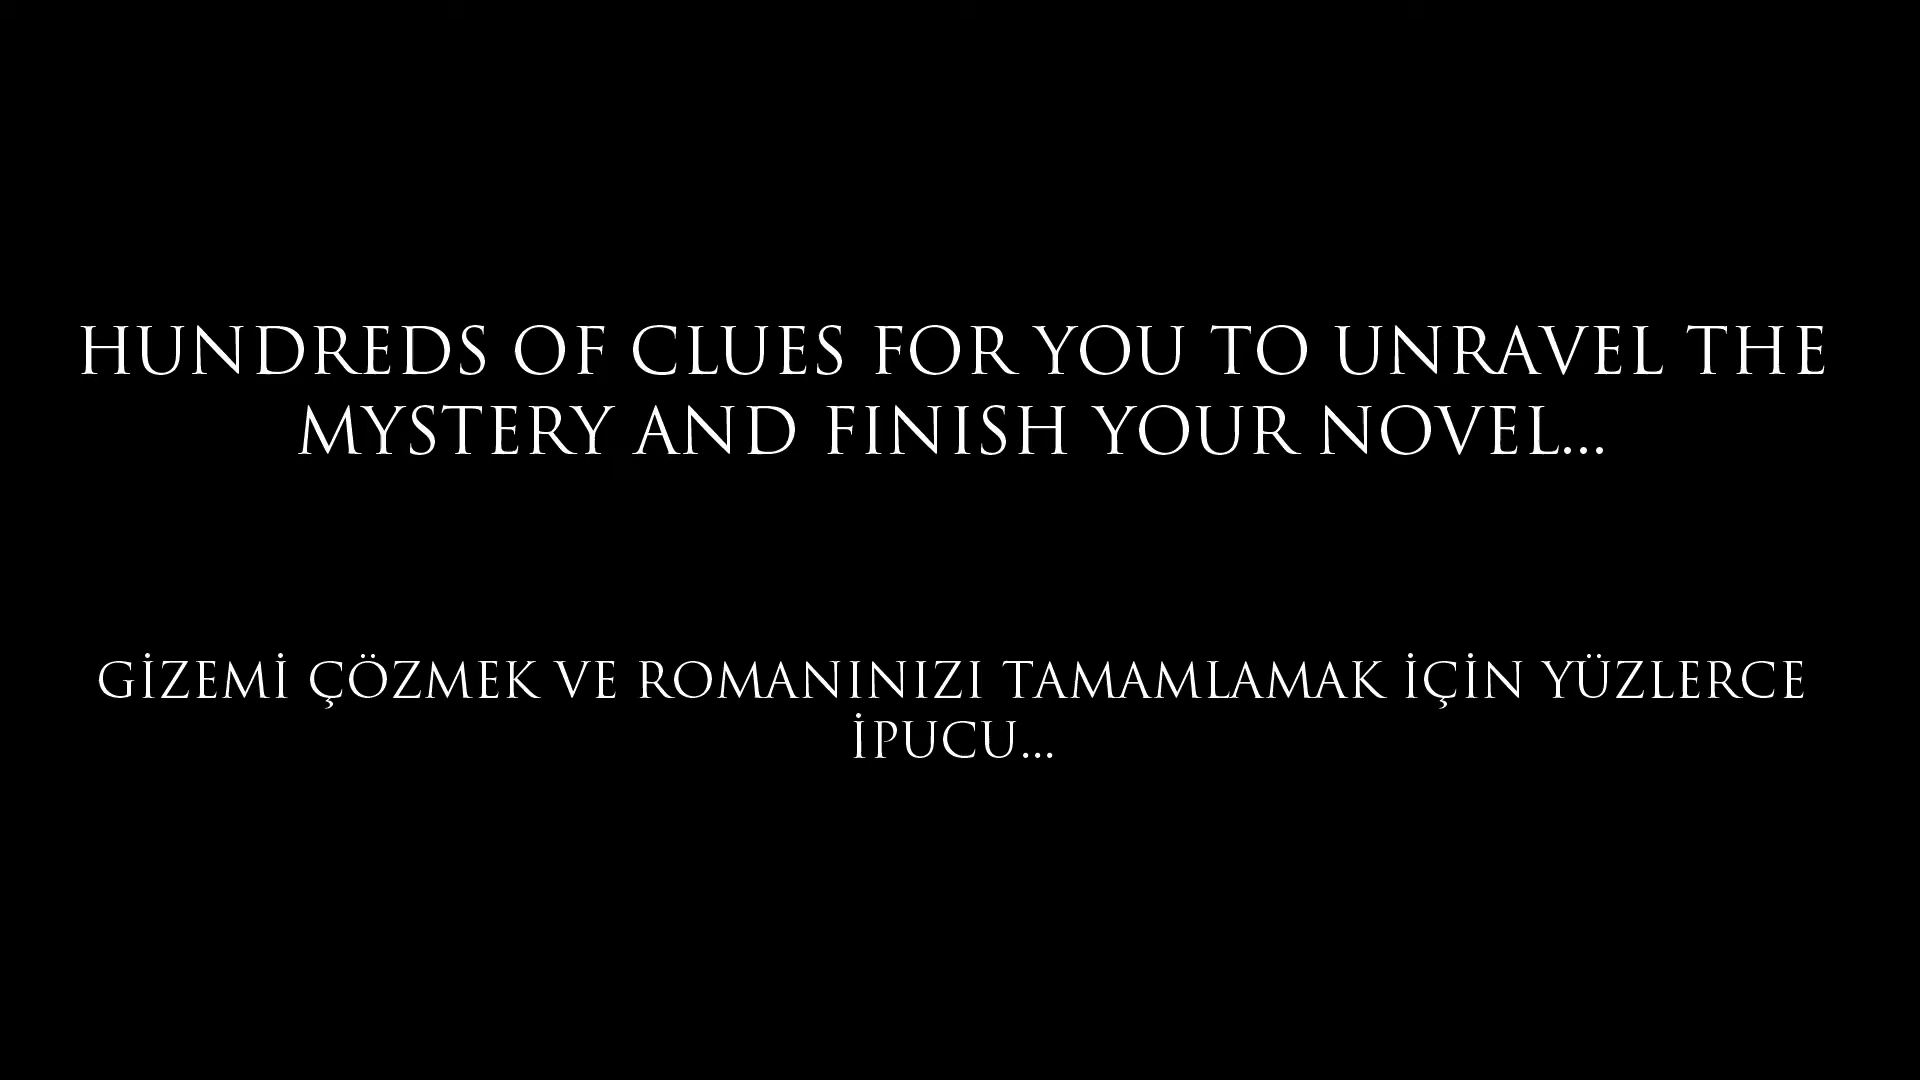 HUNDREDS OF CLUES FOR YOU TO UNRAVEL THE
MYSTERY AND FINISH YOUR NOVEL...
GİZEMİ ÇÖZMEK VE ROMANINIZI TAMAMLAMAK İÇİN YÜZLERCE
İPUCU...